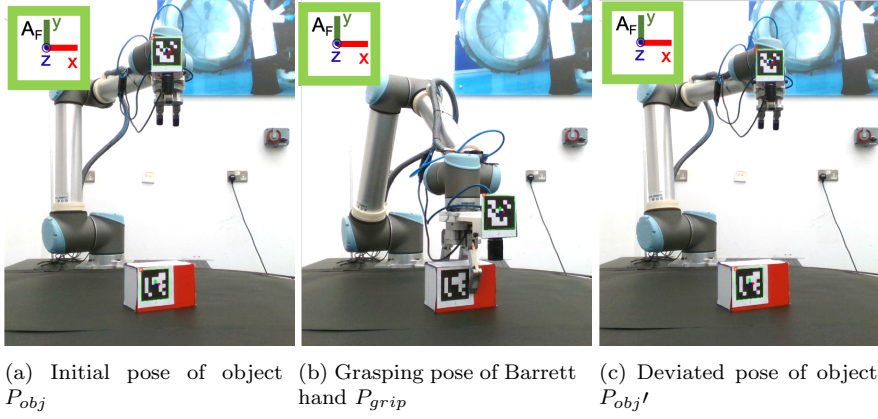 A_F y
z x
A_F y
z x
A_F y
z x
(a) Initial pose of object
P_obj
(b) Grasping pose of Barrett
hand P_grip
(c) Deviated pose of object
P_obj′